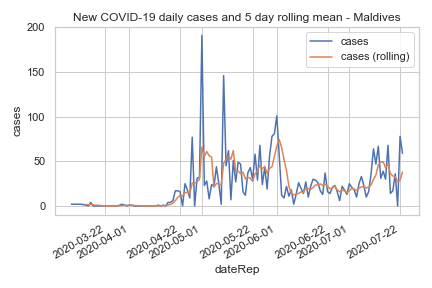 New COVID-19 daily cases and 5 day rolling mean - Maldives
200
150
100
50
0
cases
cases
cases (rolling)
2020-03-22
2020-04-01
2020-04-22
2020-05-01
2020-05-22
2020-06-01
2020-06-22
2020-07-01
2020-07-22
dateRep